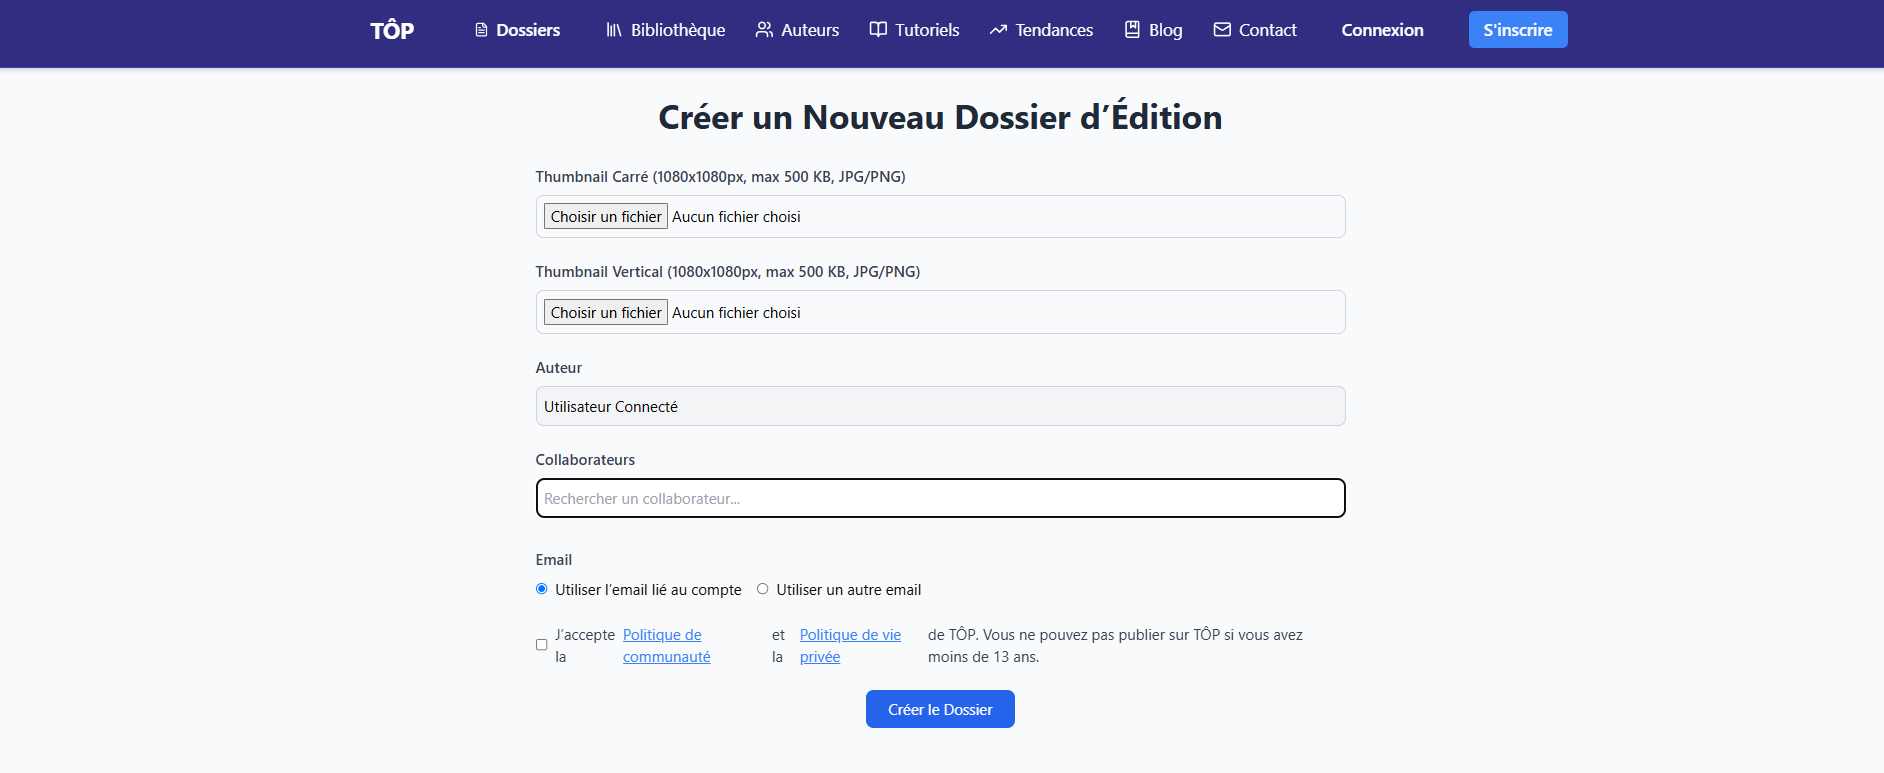 TÔP Dossiers Bibliothèque Auteurs Tutoriels Tendances Blog Contact Connexion S'inscrire
Créer un Nouveau Dossier d’Édition
Thumbnail Carré (1080x1080px, max 500 KB, JPG/PNG)
Choisir un fichier Aucun fichier choisi
Thumbnail Vertical (1080x1080px, max 500 KB, JPG/PNG)
Choisir un fichier Aucun fichier choisi
Auteur
Utilisateur Connecté
Collaborateurs
Rechercher un collaborateur...
Email
Utiliser l’email lié au compte Utiliser un autre email
J’accepte la Politique de communauté et la Politique de vie privée de TÔP. Vous ne pouvez pas publier sur TÔP si vous avez moins de 13 ans.
Créer le Dossier